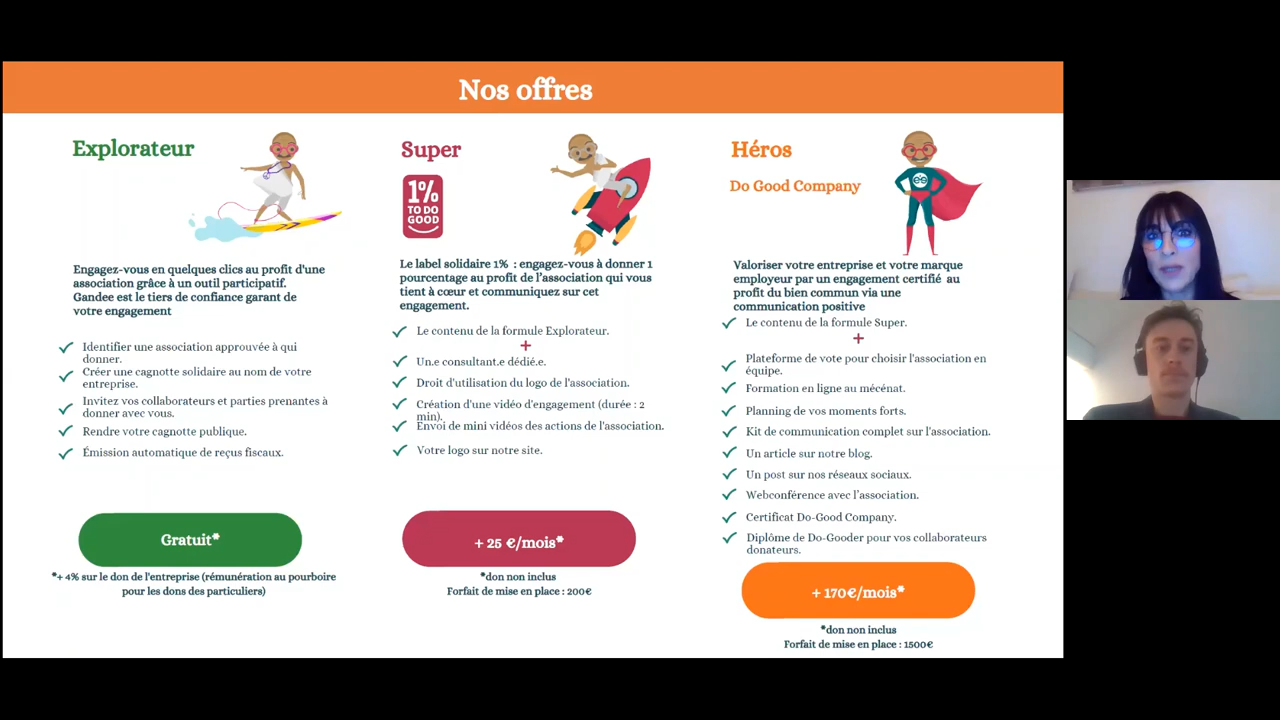 Nos offres
Explorateur
Engagez-vous en quelques clics au profit d'une
association grâce à un outil participatif.
Gandee est le tiers de confiance garant de
votre engagement
Identifier une association approuvée à qui
donner.
Créer une cagnotte solidaire au nom de votre
entreprise.
Invitez vos collaborateurs et parties prenantes à
donner avec vous.
Rendre votre cagnotte publique.
Émission automatique de reçus fiscaux.
Gratuit*
*+ 4% sur le don de l'entreprise (rémunération au pourboire
pour les dons des particuliers)
Super
1%
TO DO
GOOD
Le label solidaire 1% : engagez-vous à donner 1
pourcentage au profit de l'association qui vous
tient à cœur et communiquez sur cet
engagement.
Le contenu de la formule Explorateur.
+
Un.e consultant.e dédié.e.
Droit d'utilisation du logo de l'association.
Création d'une vidéo d'engagement (durée : 2
min).
Envoi de mini vidéos des actions de l'association.
Votre logo sur notre site.
+ 25 €/mois*
*don non inclus
Forfait de mise en place : 200€
Héros
Do Good Company
Valoriser votre entreprise et votre marque
employeur par un engagement certifié au
profit du bien commun via une
communication positive
Le contenu de la formule Super.
+
Plateforme de vote pour choisir l'association en
équipe.
Formation en ligne au mécénat.
Planning de vos moments forts.
Kit de communication complet sur l'association.
Un article sur notre blog.
Un post sur nos réseaux sociaux.
Webconférence avec l'association.
Certificat Do-Good Company.
Diplôme de Do-Gooder pour vos collaborateurs
donateurs.
+ 170€/mois*
*don non inclus
Forfait de mise en place : 1500€